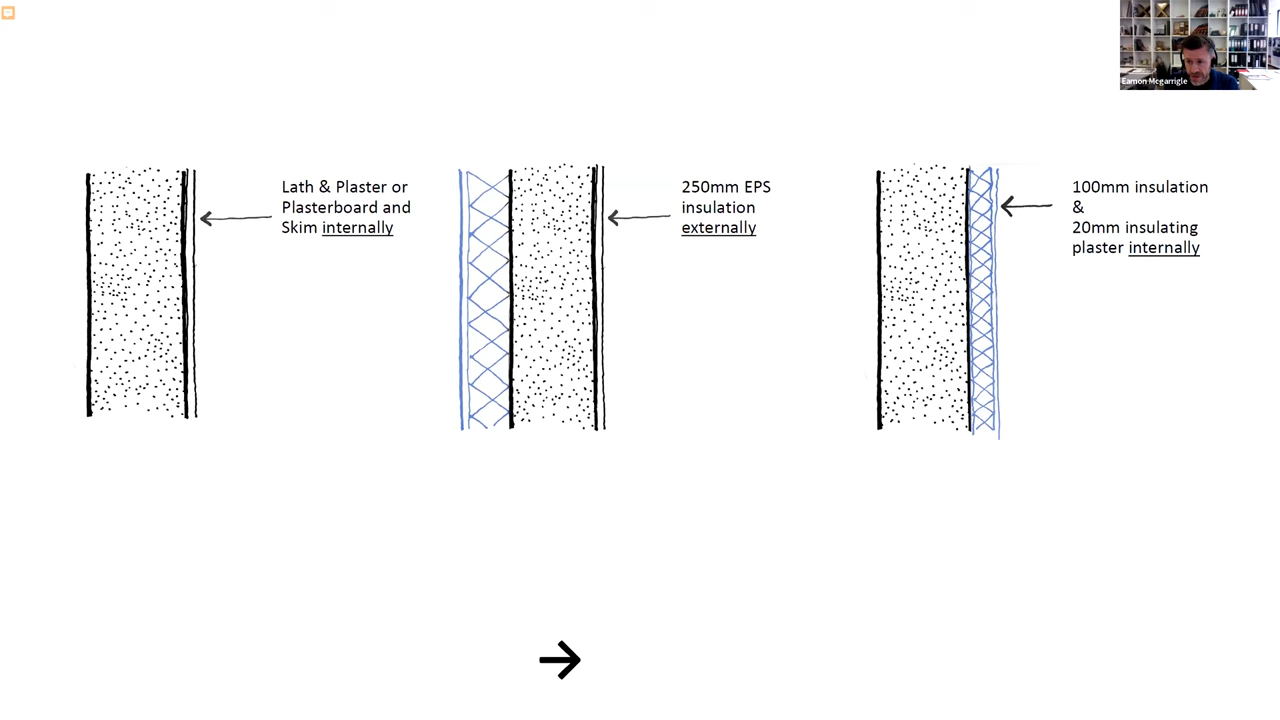 Eamon Mcgarrigle
Lath & Plaster or
Plasterboard and
Skim internally
250mm EPS
insulation
externally
100mm insulation
&
20mm insulating
plaster internally